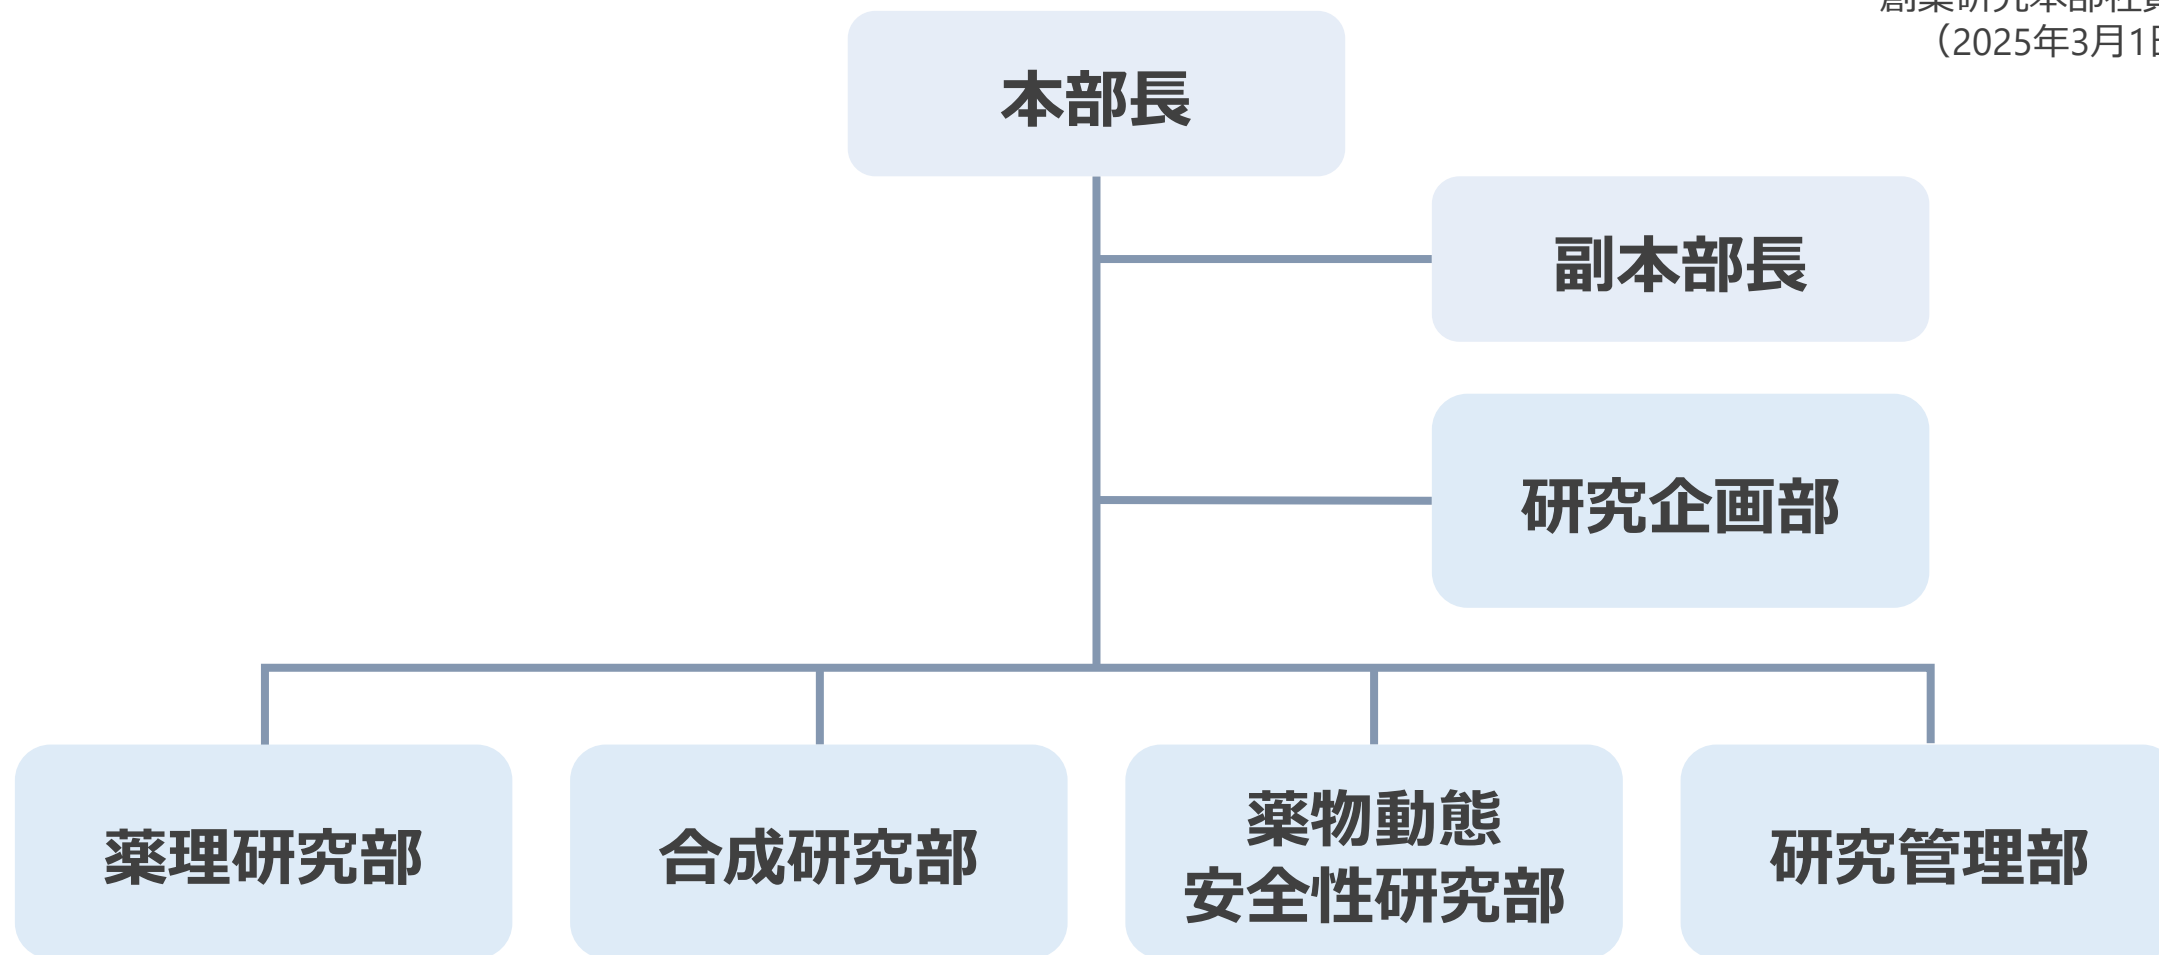 （2025年3月1
本部長
副本部長
研究企画部
薬理研究部
合成研究部
薬物動態
安全性研究部
研究管理部